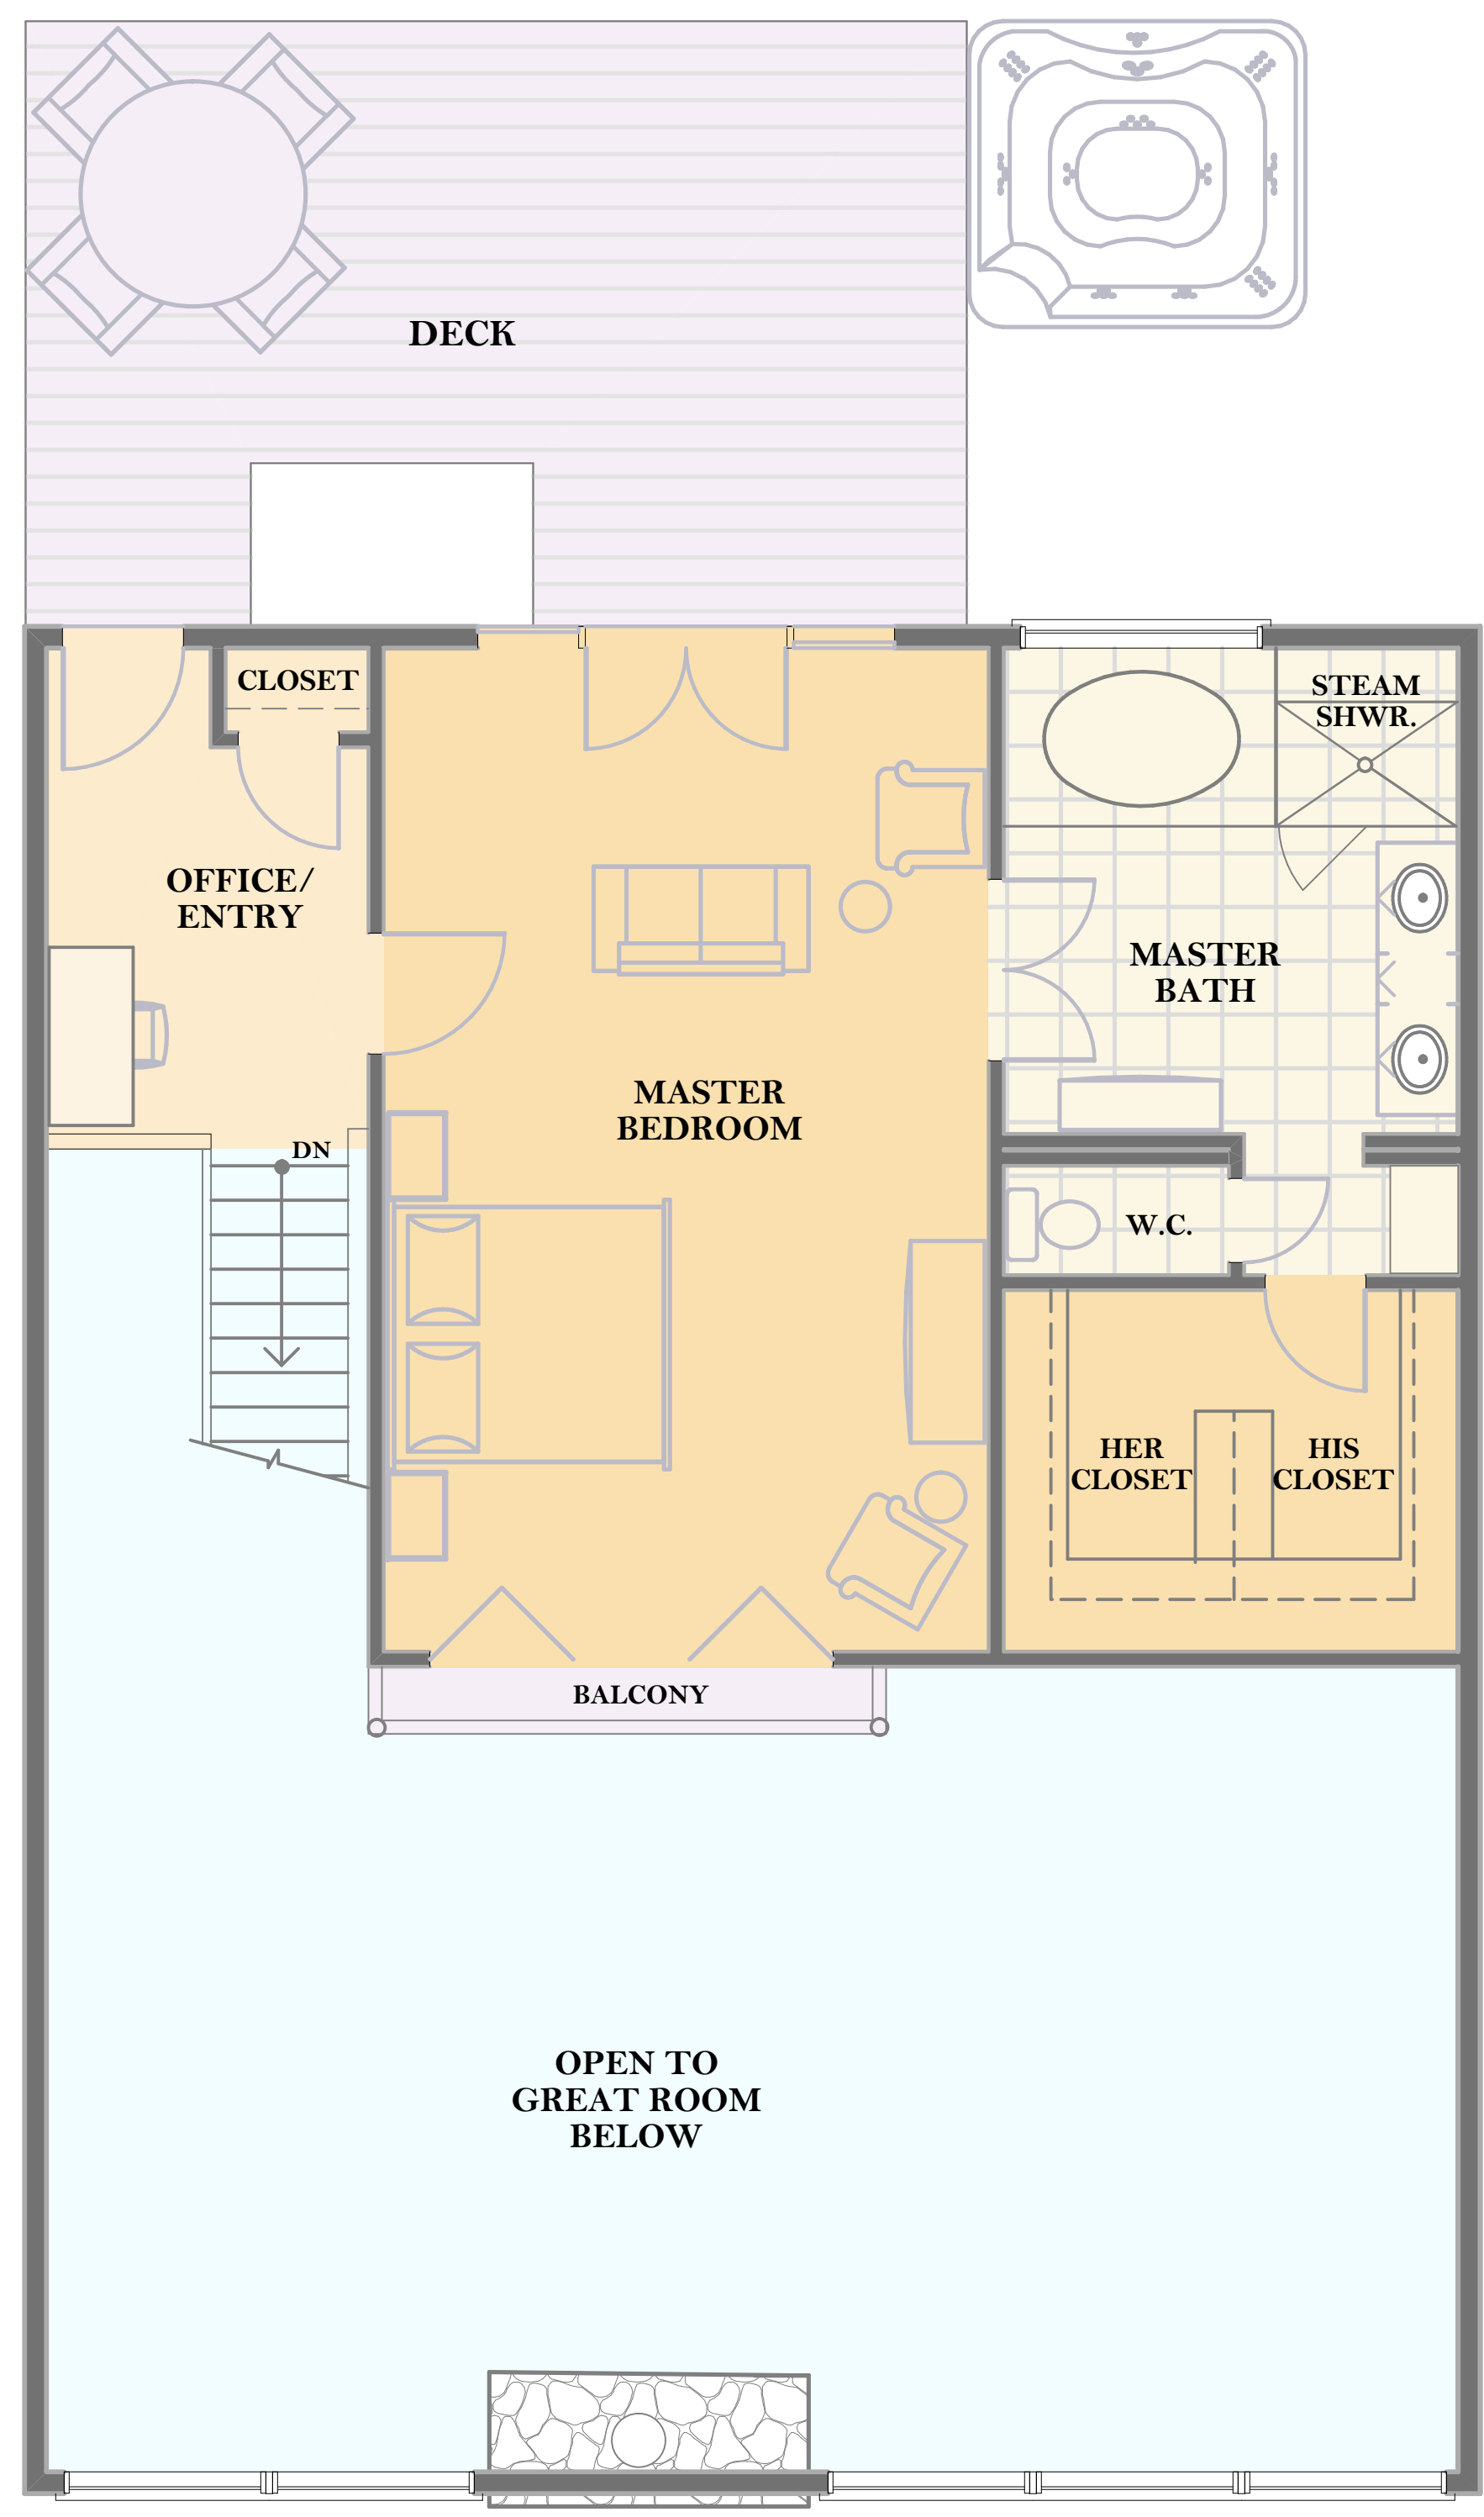 DECK
CLOSET
STEAM
SHWR.
OFFICE/
ENTRY
MASTER
BATH
MASTER
BEDROOM
DN
W.C.
HER
CLOSET
HIS
CLOSET
BALCONY
OPEN TO
GREAT ROOM
BELOW